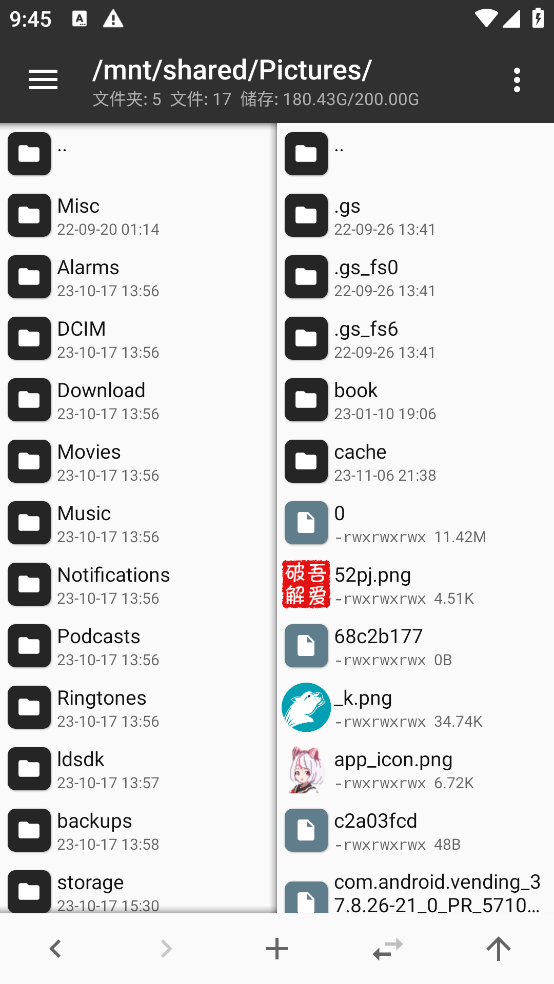 9:45
A
/mnt/shared/Pictures/
文件夹: 5 文件: 17 储存: 180.43G/200.00G
..
Misc
22-09-20 01:14
Alarms
23-10-17 13:56
DCIM
23-10-17 13:56
Download
23-10-17 13:56
Movies
23-10-17 13:56
Music
23-10-17 13:56
Notifications
23-10-17 13:56
Podcasts
23-10-17 13:56
Ringtones
23-10-17 13:56
ldsdk
23-10-17 13:57
backups
23-10-17 13:58
storage
23-10-17 15:30
..
.gs
22-09-26 13:41
.gs_fs0
22-09-26 13:41
.gs_fs6
22-09-26 13:41
book
23-01-10 19:06
cache
23-11-06 21:38
0
-rwxrwxrwx 11.42M
破吾
解爱
52pj.png
-rwxrwxrwx 4.51K
68c2b177
-rwxrwxrwx 0B
_k.png
-rwxrwxrwx 34.74K
app_icon.png
-rwxrwxrwx 6.72K
c2a03fcd
-rwxrwxrwx 48B
com.android.vending_3
7.8.26-21_0_PR_5710...